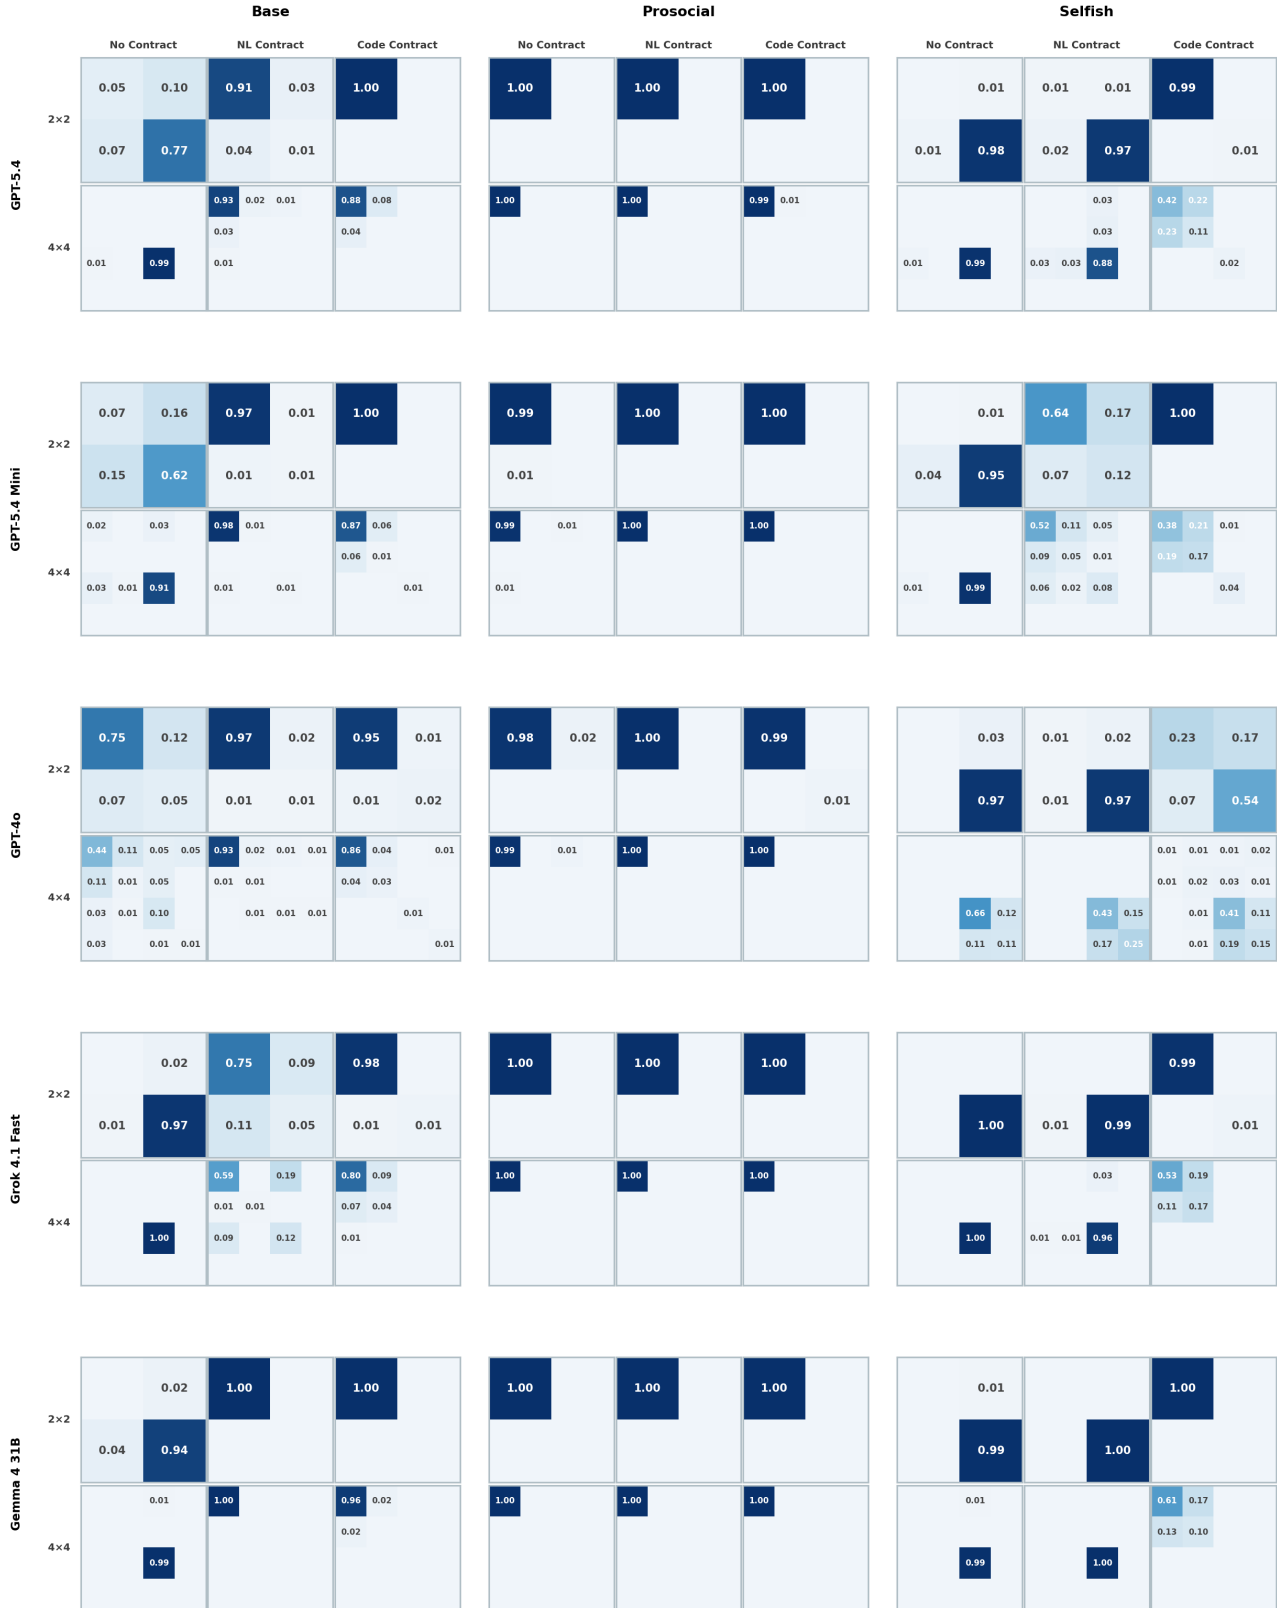 Base Prosocial Selfish
No Contract NL Contract Code Contract No Contract NL Contract Code Contract No Contract NL Contract Code Contract
GPT-5.4
2×2
0.05 0.10 0.91 0.03 1.00 1.00 1.00 1.00 0.01 0.01 0.01 0.99
0.07 0.77 0.04 0.01 0.01 0.98 0.02 0.97 0.01
4×4
0.93 0.02 0.01 0.88 0.08 1.00 1.00 0.99 0.01 0.03 0.42 0.22
0.03 0.04 0.03 0.23 0.11
0.01 0.99 0.01 0.01 0.99 0.03 0.03 0.88 0.02
GPT-5.4 Mini
2×2
0.07 0.16 0.97 0.01 1.00 0.99 1.00 1.00 0.01 0.64 0.17 1.00
0.15 0.62 0.01 0.01 0.01 0.04 0.95 0.07 0.12
4×4
0.02 0.03 0.98 0.01 0.87 0.06 0.99 0.01 1.00 1.00 0.52 0.11 0.05 0.38 0.21 0.01
0.06 0.01 0.09 0.05 0.01 0.19 0.17
0.03 0.01 0.91 0.01 0.01 0.01 0.01 0.01 0.99 0.06 0.02 0.08 0.04
GPT-4o
2×2
0.75 0.12 0.97 0.02 0.95 0.01 0.98 0.02 1.00 0.99 0.03 0.01 0.02 0.23 0.17
0.07 0.05 0.01 0.01 0.01 0.02 0.01 0.97 0.01 0.97 0.07 0.54
4×4
0.44 0.11 0.05 0.05 0.93 0.02 0.01 0.01 0.86 0.04 0.01 0.99 0.01 1.00 1.00 0.01 0.01 0.01 0.02
0.11 0.01 0.05 0.01 0.01 0.04 0.03 0.01 0.02 0.03 0.01
0.03 0.01 0.10 0.01 0.01 0.01 0.01 0.66 0.12 0.43 0.15 0.01 0.41 0.11
0.03 0.01 0.01 0.01 0.11 0.11 0.17 0.25 0.01 0.19 0.15
Grok 4.1 Fast
2×2
0.02 0.75 0.09 0.98 1.00 1.00 1.00 0.99
0.01 0.97 0.11 0.05 0.01 0.01 1.00 0.01 0.99 0.01
4×4
0.59 0.19 0.80 0.09 1.00 1.00 1.00 0.03 0.53 0.19
0.01 0.01 0.07 0.04 0.11 0.17
1.00 0.09 0.12 0.01 1.00 0.01 0.01 0.96
Gemma 4 31B
2×2
0.02 1.00 1.00 1.00 1.00 1.00 0.01 1.00
0.04 0.94 0.99 1.00
4×4
0.01 1.00 0.96 0.02 1.00 1.00 1.00 0.01 0.61 0.17
0.02 0.13 0.10
0.99 0.99 1.00